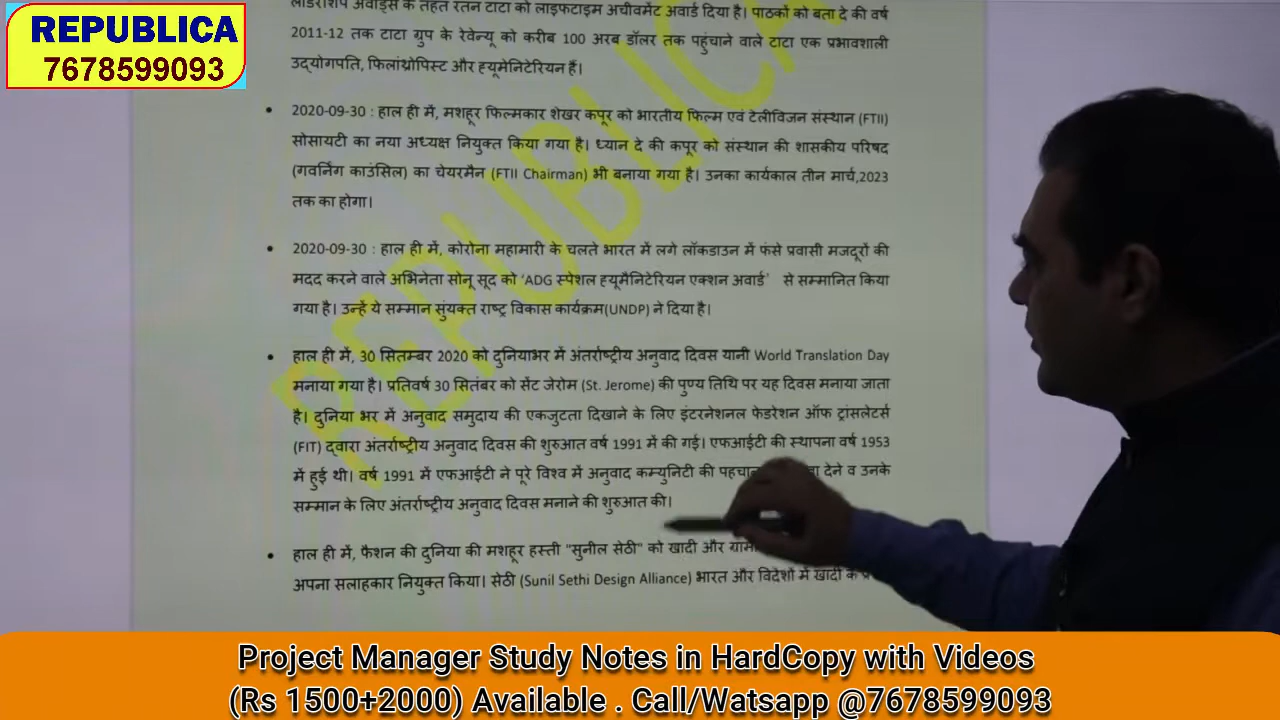 REPUBLICA
7678599093
लीडरशिप अवॉर्ड्स के तहत रतन टाटा को लाइफटाइम अचीवमेंट अवार्ड दिया है। पाठकों को बता दे की वर्ष
2011-12 तक टाटा ग्रुप के रेवेन्यू को करीब 100 अरब डॉलर तक पहुंचाने वाले टाटा एक प्रभावशाली
उद्योगपति, फिलांथ्रोपिस्ट और ह्यूमेनिटेरियन हैं।
• 2020-09-30 : हाल ही में, मशहूर फिल्मकार शेखर कपूर को भारतीय फिल्म एवं टेलीविजन संस्थान (FTII)
सोसायटी का नया अध्यक्ष नियुक्त किया गया है। ध्यान दे की कपूर को संस्थान की शासकीय परिषद
(गवर्निंग काउंसिल) का चेयरमैन (FTII Chairman) भी बनाया गया है। उनका कार्यकाल तीन मार्च,2023
तक का होगा।
• 2020-09-30 : हाल ही में, कोरोना महामारी के चलते भारत में लगे लॉकडाउन में फंसे प्रवासी मजदूरों की
मदद करने वाले अभिनेता सोनू सूद को 'ADG स्पेशल ह्यूमैनिटेरियन एक्शन अवार्ड' से सम्मानित किया
गया है। उन्हें ये सम्मान सुंयक्त राष्ट्र विकास कार्यक्रम(UNDP) ने दिया है।
• हाल ही में, 30 सितम्बर 2020 को दुनियाभर में अंतर्राष्ट्रीय अनुवाद दिवस यानी World Translation Day
मनाया गया है। प्रतिवर्ष 30 सितंबर को सेंट जेरोम (St. Jerome) की पुण्य तिथि पर यह दिवस मनाया जाता
है। दुनिया भर में अनुवाद समुदाय की एकजुटता दिखाने के लिए इंटरनेशनल फेडरेशन ऑफ ट्रांसलेटर्स
(FIT) द्वारा अंतर्राष्ट्रीय अनुवाद दिवस की शुरुआत वर्ष 1991 में की गई। एफआईटी की स्थापना वर्ष 1953
में हुई थी। वर्ष 1991 में एफआईटी ने पूरे विश्व में अनुवाद कम्युनिटी की देने व उनके
सम्मान के लिए अंतर्राष्ट्रीय अनुवाद दिवस मनाने की शुरुआत की।
• हाल ही में, फैशन की दुनिया की मशहूर हस्ती "सुनील सेठी" को खादी और
अपना सलाहकार नियुक्त किया। सेठी (Sunil Sethi Design Alliance) भारत और विदेशों में खादी के
REPUBLICA
Project Manager Study Notes in HardCopy with Videos
(Rs 1500+2000) Available . Call/Watsapp @7678599093